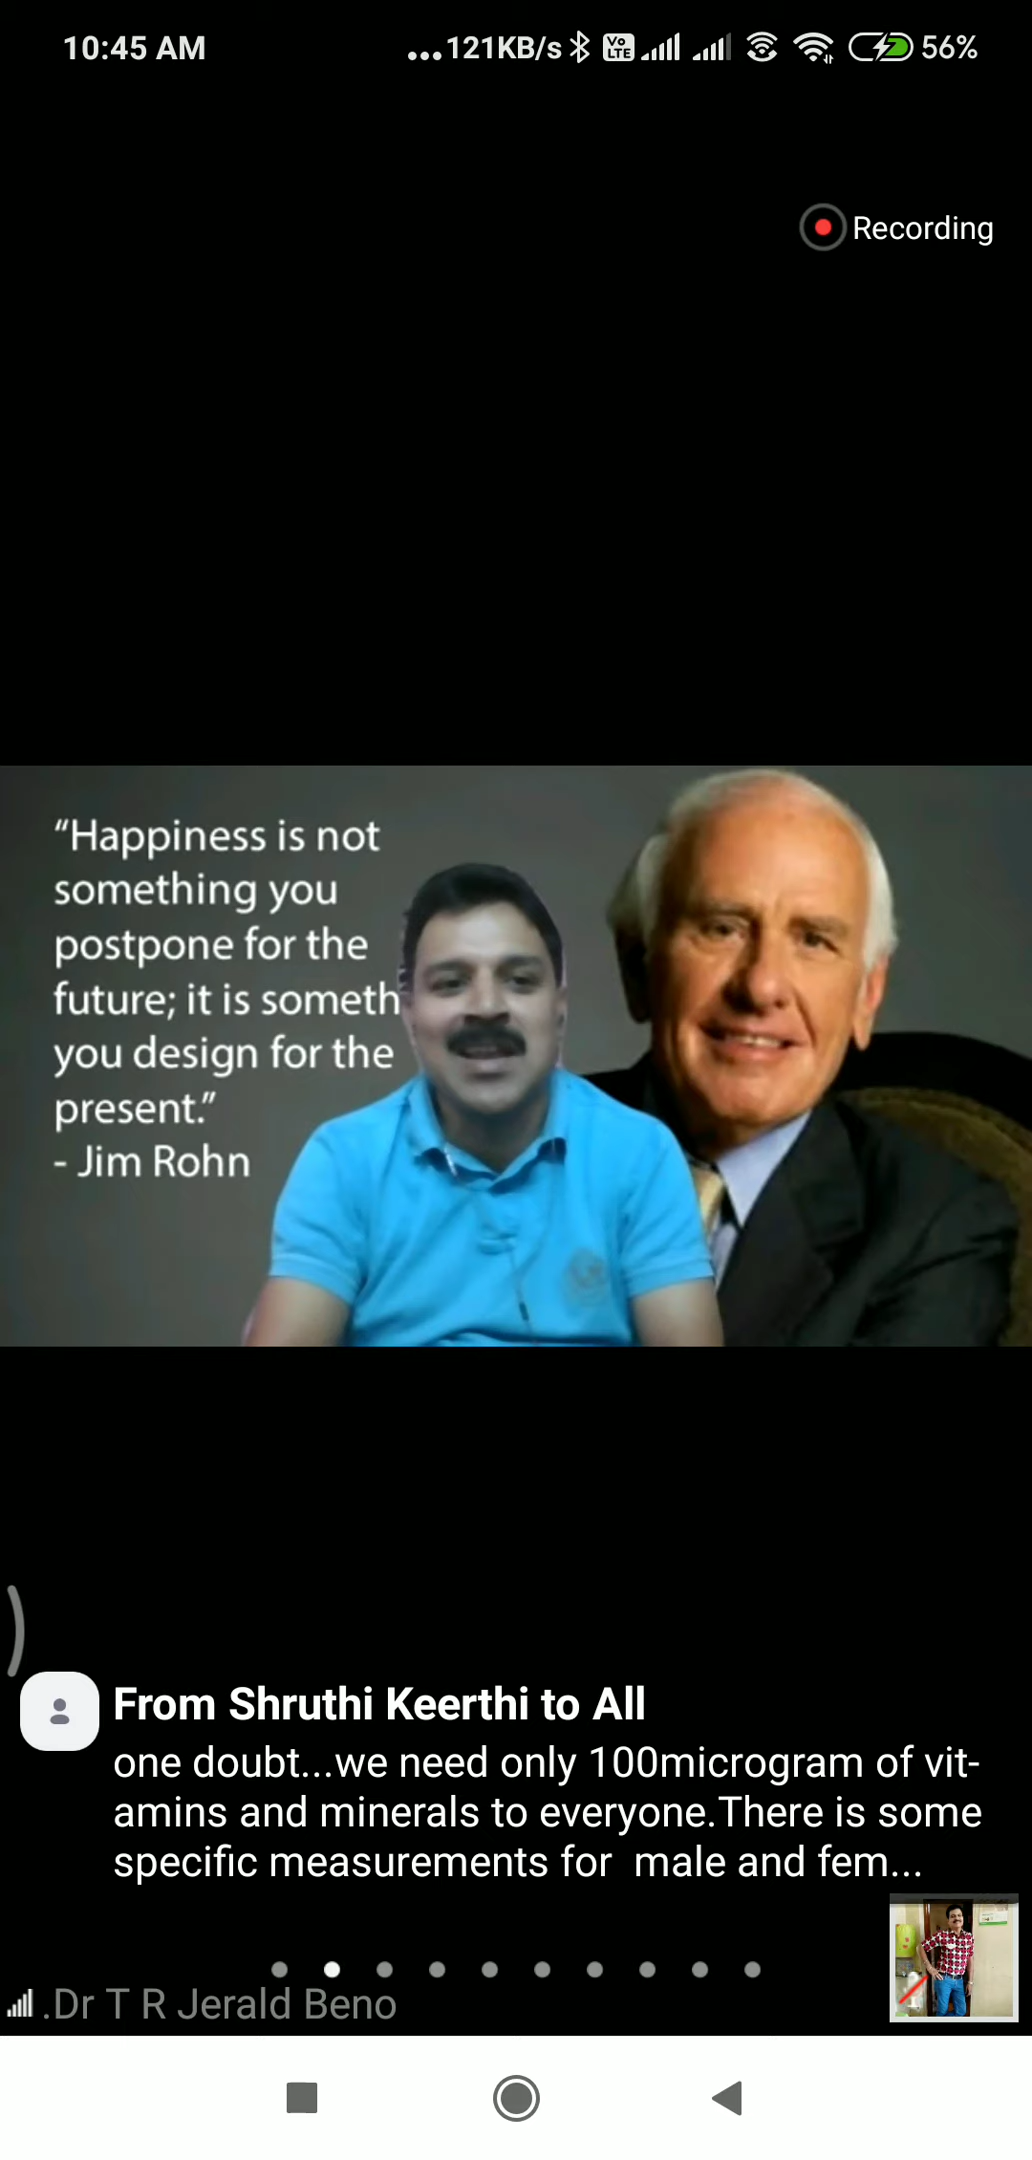 10:45 AM
...121KB/s Vo LTE 56%
Recording
“Happiness is not
something you
postpone for the
future; it is someth
you design for the
present.”
- Jim Rohn
From Shruthi Keerthi to All
one doubt...we need only 100microgram of vit-
amins and minerals to everyone.There is some
specific measurements for  male and fem...
.Dr T R Jerald Beno